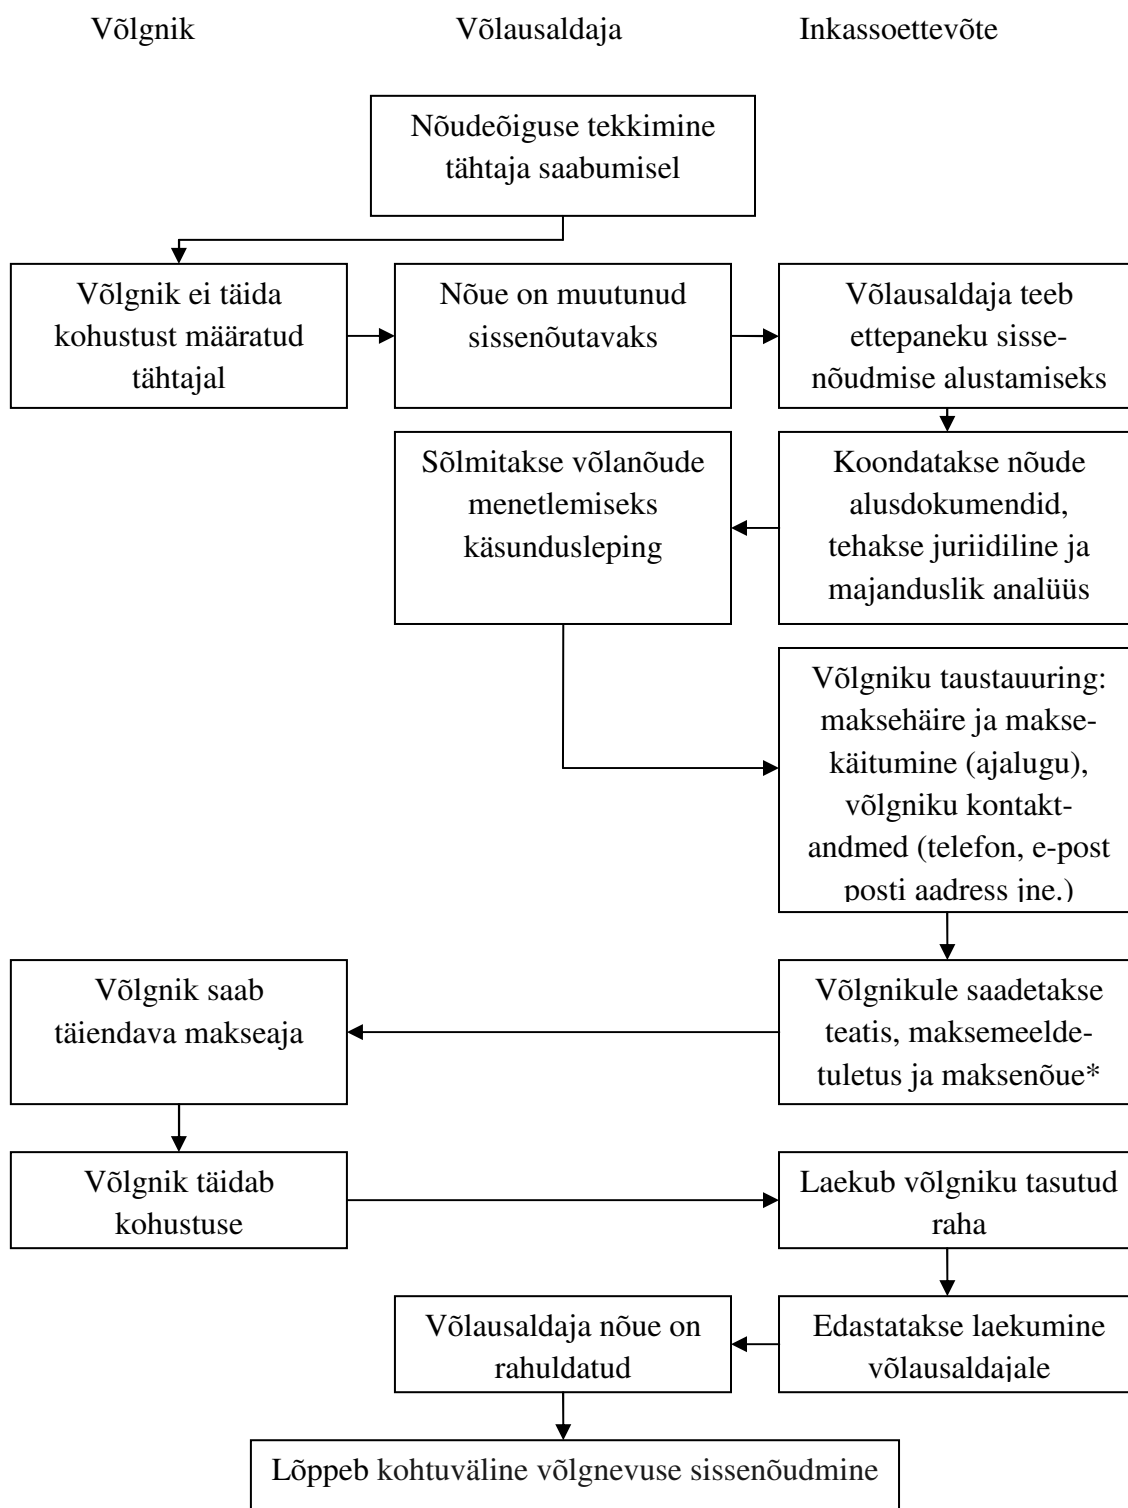 Võlgnik
Võlausaldaja
Inkassoettevõte
Nõudeõiguse tekkimine
tähtaja saabumisel
Võlgnik ei täida
kohustust määratud
tähtajal
Nõue on muutunud
sissenõutavaks
Võlausaldaja teeb
ettepaneku sisse-
nõudmise alustamiseks
Sõlmitakse võlanõude
menetlemiseks
käsundusleping
Koondatakse nõude
alusdokumendid,
tehakse juriidiline ja
majanduslik analüüs
Võlgniku taustauuring:
maksehäire ja makse-
käitumine (ajalugu),
võlgniku kontakt-
andmed (telefon, e-post
posti aadress jne.)
Võlgnik saab
täiendava makseaja
Võlgnikule saadetakse
teatis, maksemeelde-
tuletus ja maksenõue*
Võlgnik täidab
kohustuse
Laekub võlgniku tasutud
raha
Võlausaldaja nõue on
rahuldatud
Edastatakse laekumine
võlausaldajale
Lõppeb kohtuväline võlgnevuse sissenõudmine